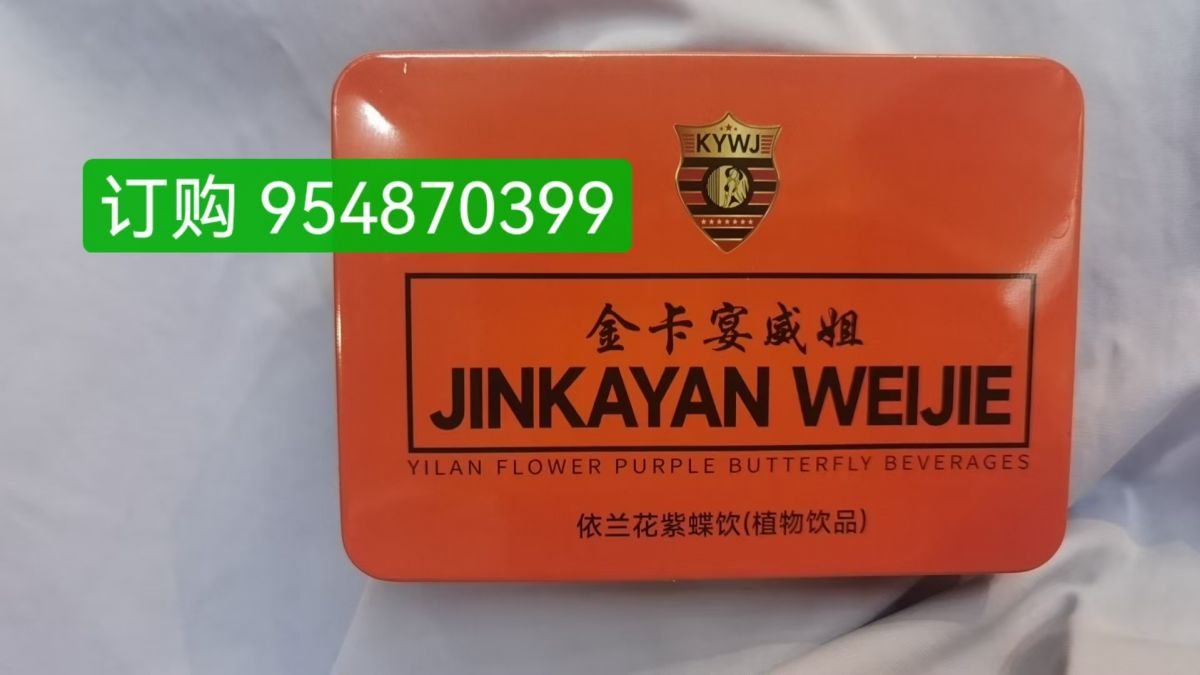 KYWJ
订购 954870399
金卡宴威姐
JINKAYAN WEIJIE
YILAN FLOWER PURPLE BUTTERFLY BEVERAGES
依兰花紫蝶饮(植物饮品)